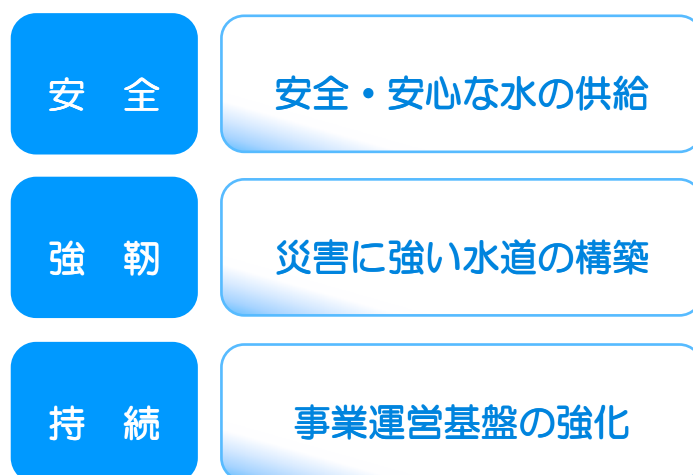 安　全
安全・安心な水の供給
強　靭
災害に強い水道の構築
持　続
事業運営基盤の強化